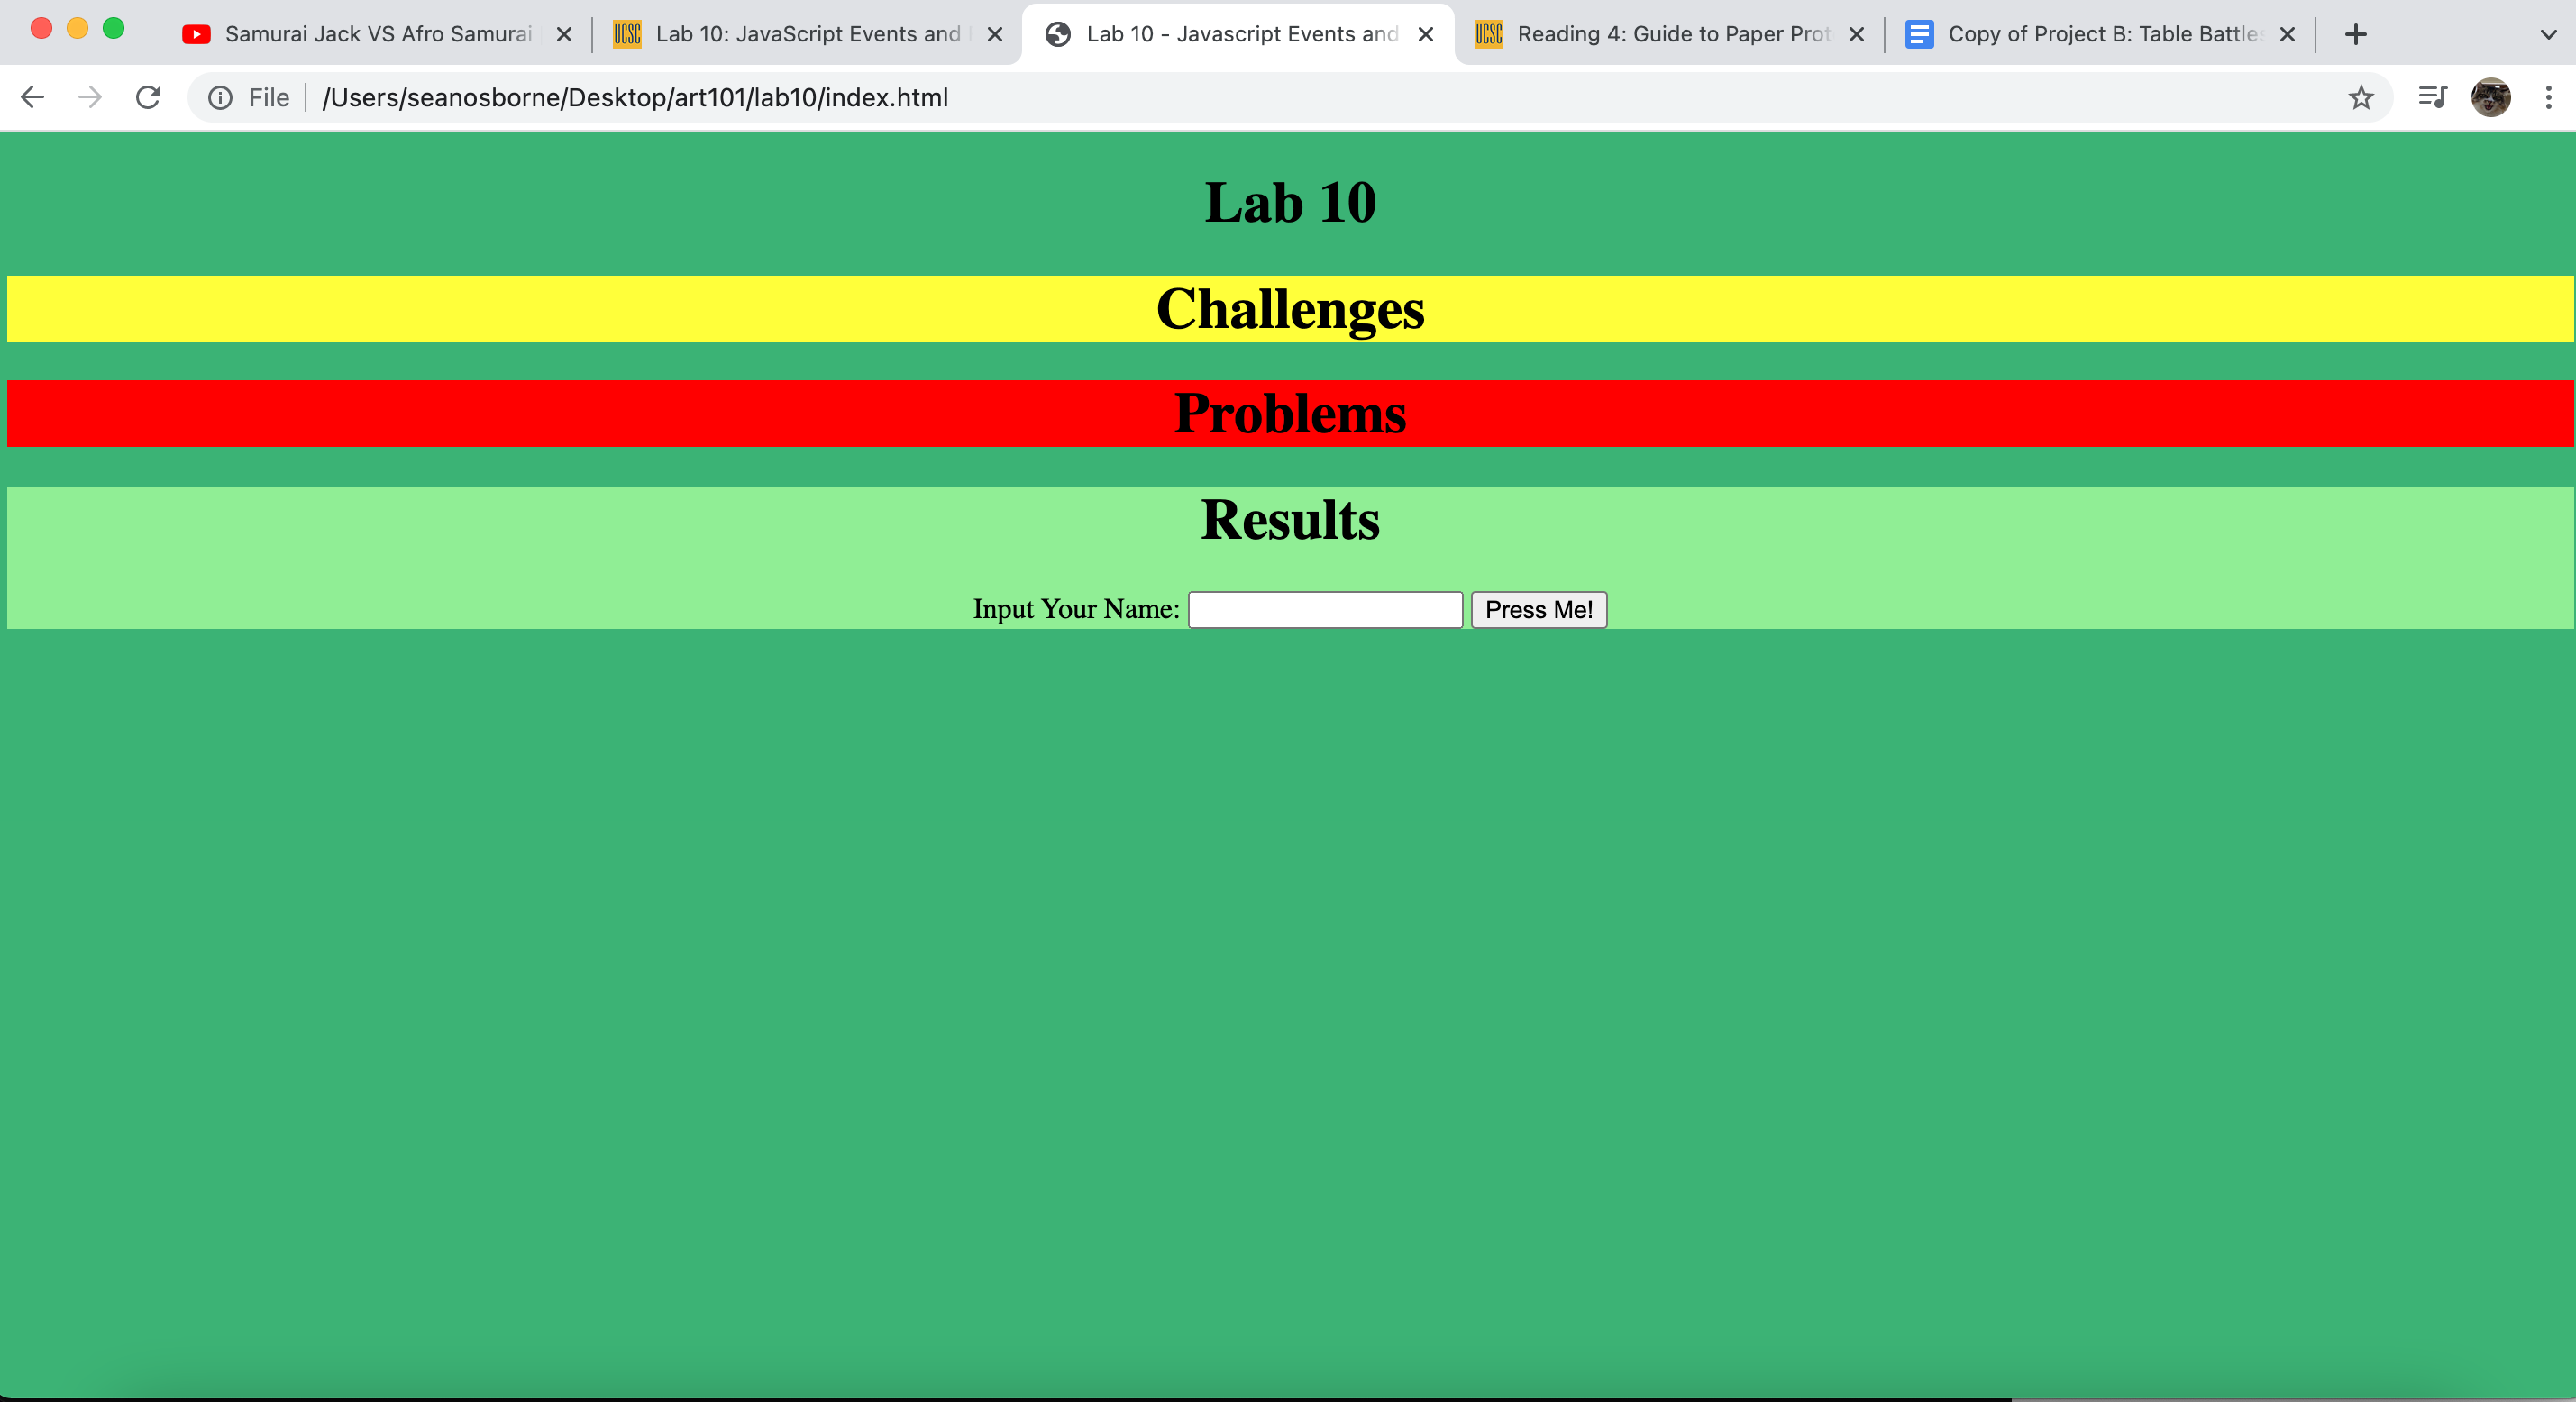 Samurai Jack VS Afro Samurai
UCSC Lab 10: JavaScript Events and
Lab 10 - Javascript Events and
UCSC Reading 4: Guide to Paper Prot
Copy of Project B: Table Battles
File /Users/seanosborne/Desktop/art101/lab10/index.html
Lab 10
Challenges
Problems
Results
Input Your Name: Press Me!